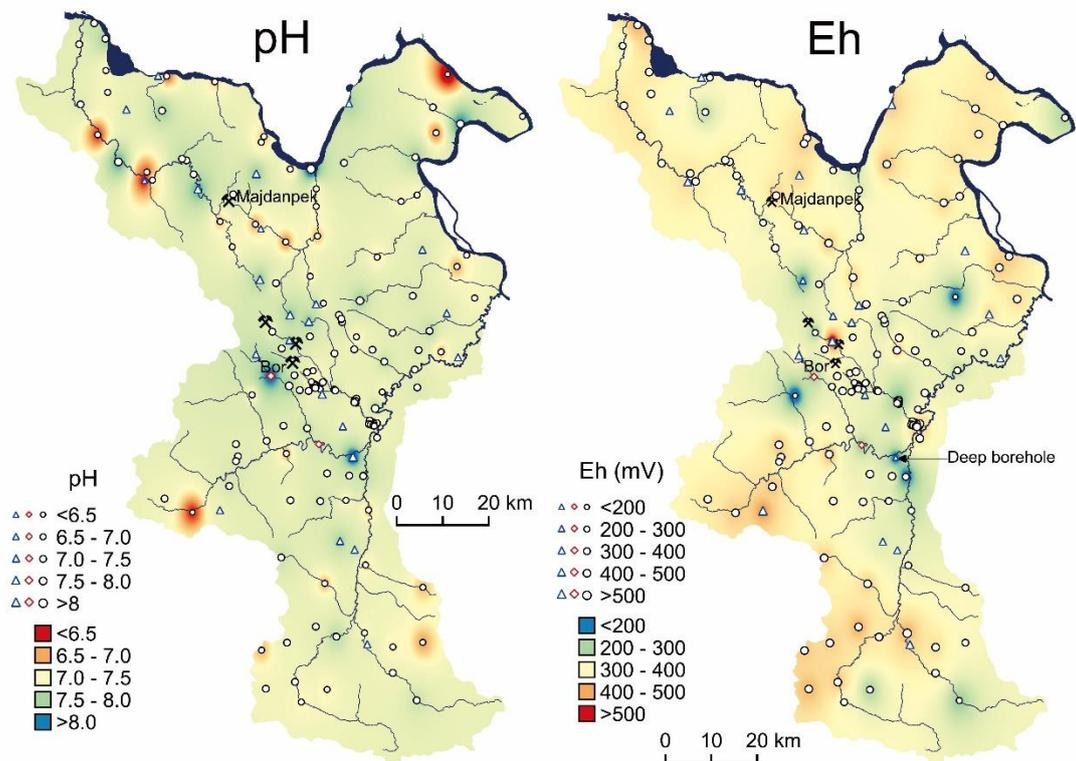 pH
Majdanpek
Bor
pH
<6.5
6.5 - 7.0
7.0 - 7.5
7.5 - 8.0
>8
<6.5
6.5 - 7.0
7.0 - 7.5
7.5 - 8.0
>8.0
0 10 20 km
Eh
Majdanpek
Bor
Deep borehole
Eh (mV)
<200
200 - 300
300 - 400
400 - 500
>500
<200
200 - 300
300 - 400
400 - 500
>500
0 10 20 km